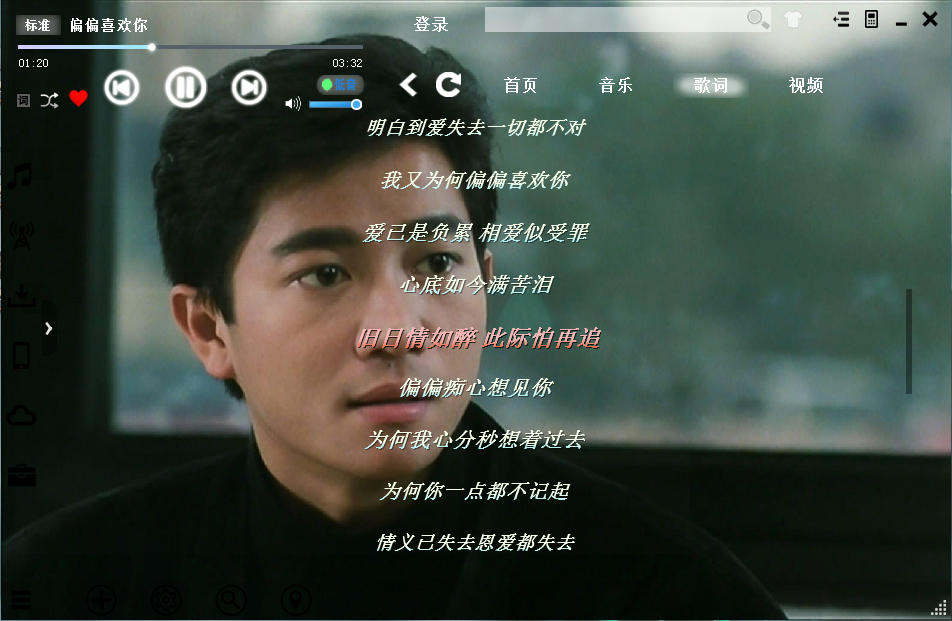 标准 偏偏喜欢你
登录
01:20 03:32
词
低音
首页 音乐 歌词 视频
明白到爱失去一切都不对
我又为何偏偏喜欢你
爱已是负累 相爱似受罪
心底如今满苦泪
旧日情如醉 此际怕再追
偏偏痴心想见你
为何我心分秒想着过去
为何你一点都不记起
情义已失去恩爱都失去